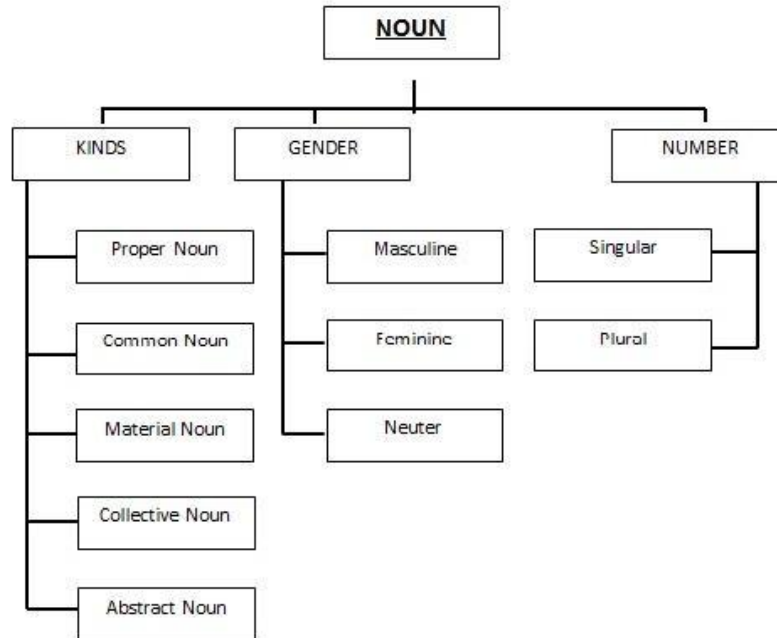 NOUN
KINDS
GENDER
NUMBER
Proper Noun
Masculine
Singular
Common Noun
Feminine
Plural
Material Noun
Neuter
Collective Noun
Abstract Noun